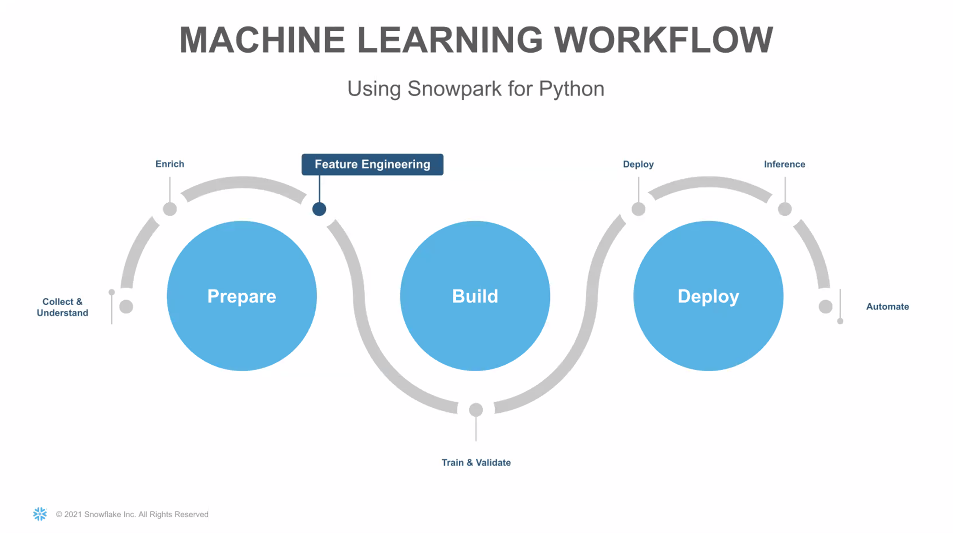 MACHINE LEARNING WORKFLOW
Using Snowpark for Python
Enrich
Feature Engineering
Deploy
Inference
Collect &
Understand
Prepare
Build
Deploy
Automate
Train & Validate
© 2021 Snowflake Inc. All Rights Reserved